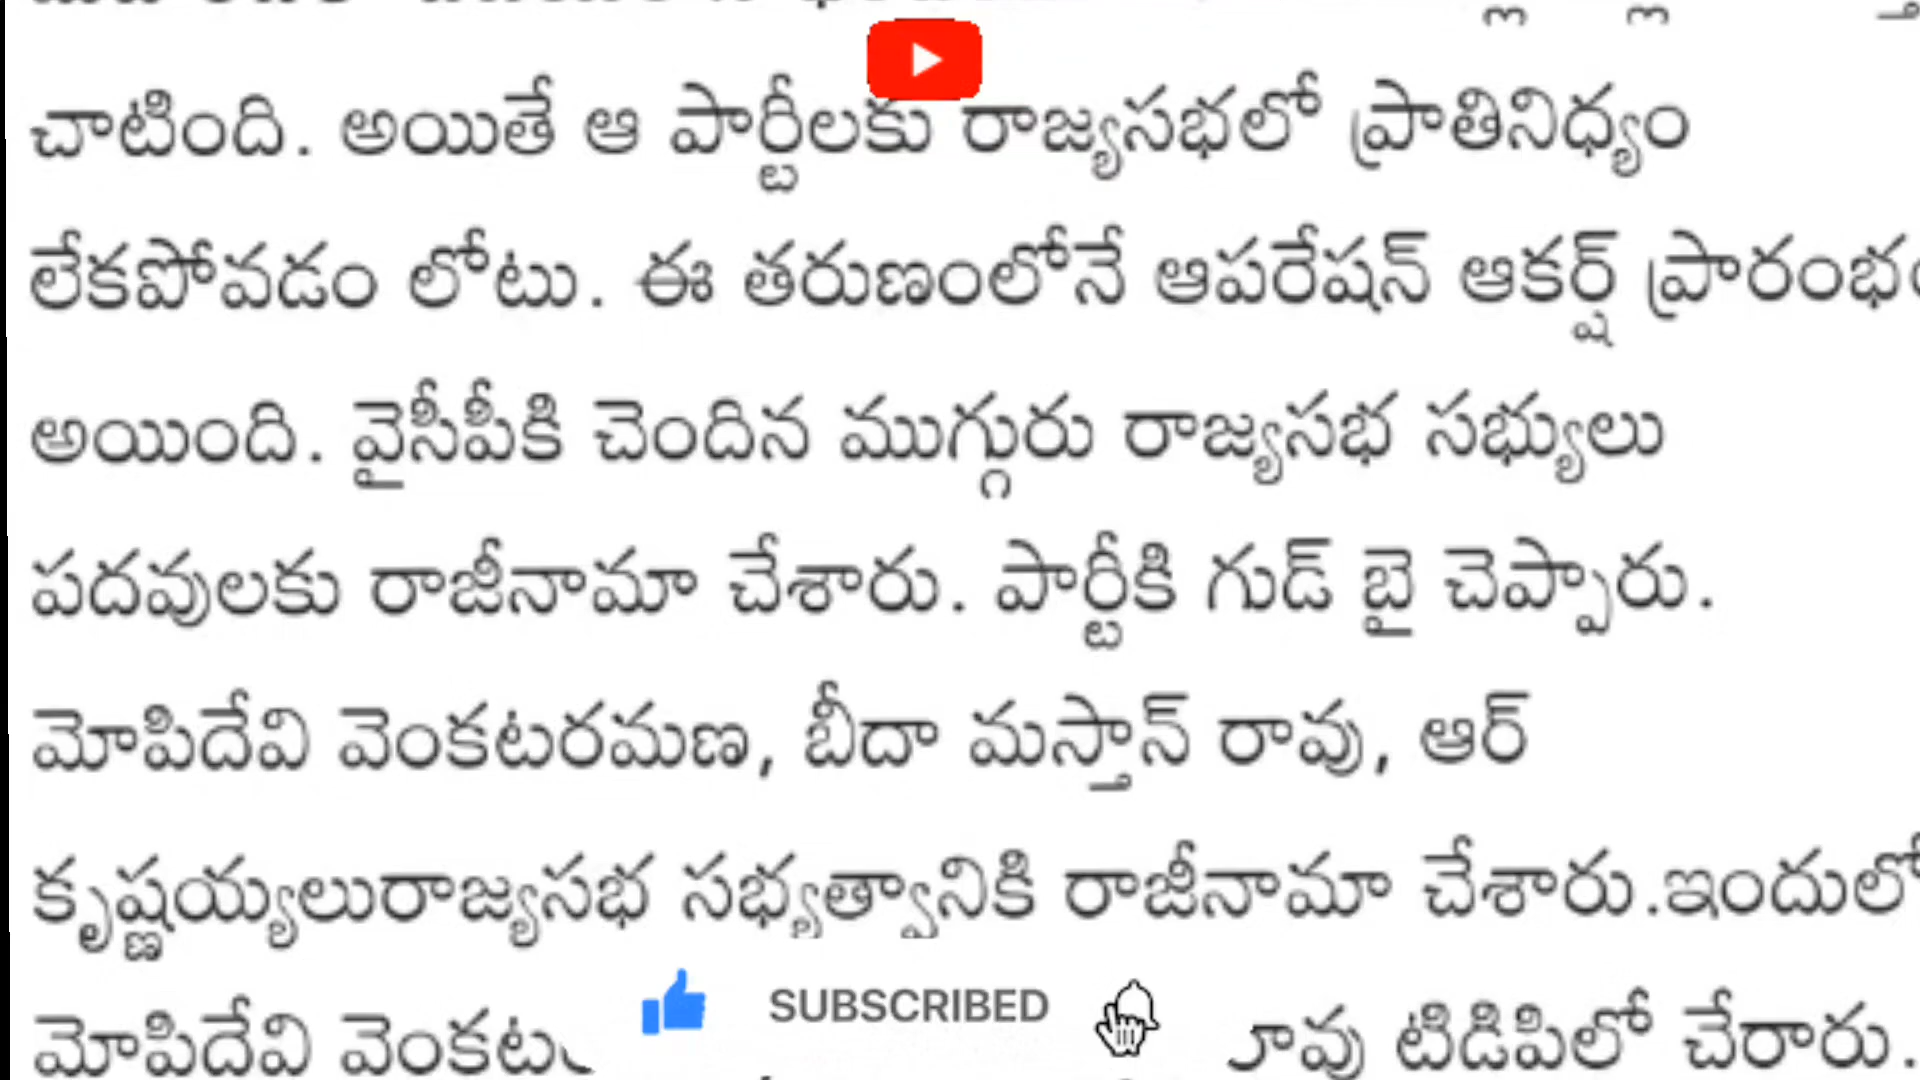 చాటింది. అయితే ఆ పార్టీలకు రాజ్యసభలో ప్రాతినిధ్యం
లేకపోవడం లోటు. ఈ తరుణంలోనే ఆపరేషన్ ఆకర్ష్ ప్రారంభం
అయింది. వైసీపీకి చెందిన ముగ్గురు రాజ్యసభ సభ్యులు
పదవులకు రాజీనామా చేశారు. పార్టీకి గుడ్ బై చెప్పారు.
మోపిదేవి వెంకటరమణ, బీదా మస్తాన్ రావు, ఆర్
కృష్ణయ్యలురాజ్యసభ సభ్యత్వానికి రాజీనామా చేశారు.ఇందులో
మోపిదేవి టిడిపిలో చేరారు.
SUBSCRIBED